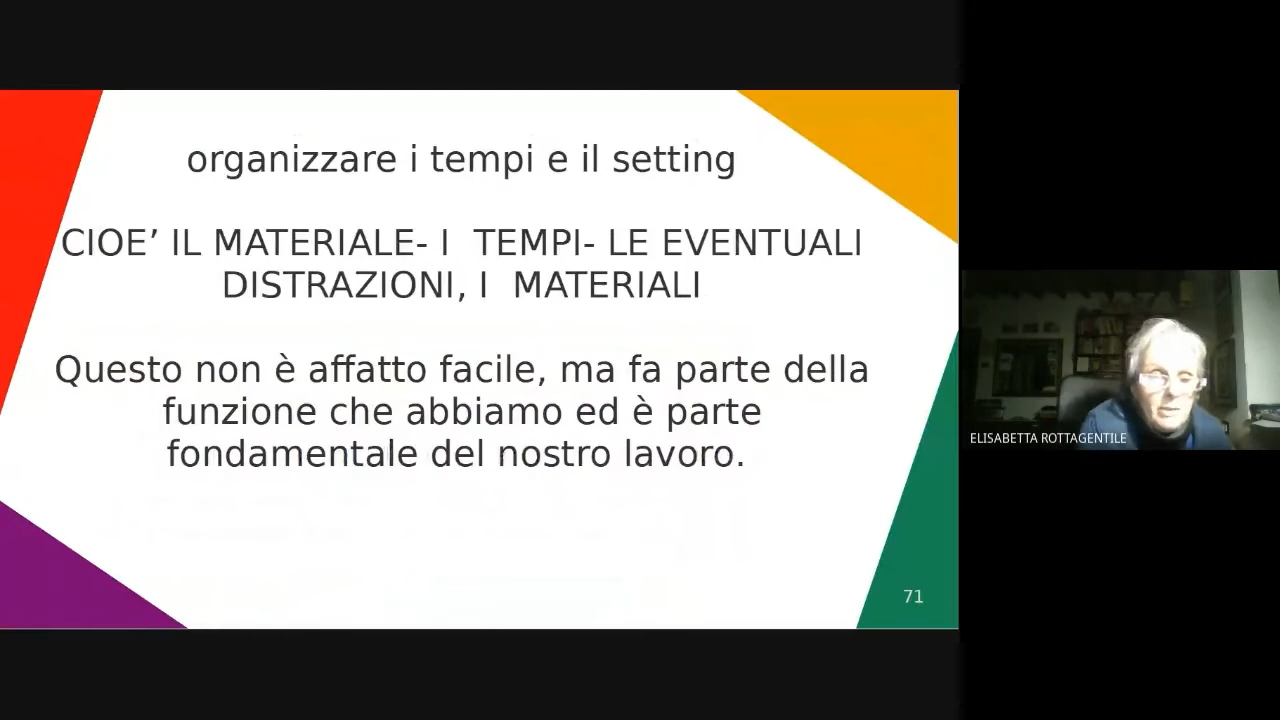 organizzare i tempi e il setting
CIOE’ IL MATERIALE- I  TEMPI- LE EVENTUALI
DISTRAZIONI, I  MATERIALI
Questo non è affatto facile, ma fa parte della
funzione che abbiamo ed è parte
fondamentale del nostro lavoro.
71
ELISABETTA ROTTAGENTILE